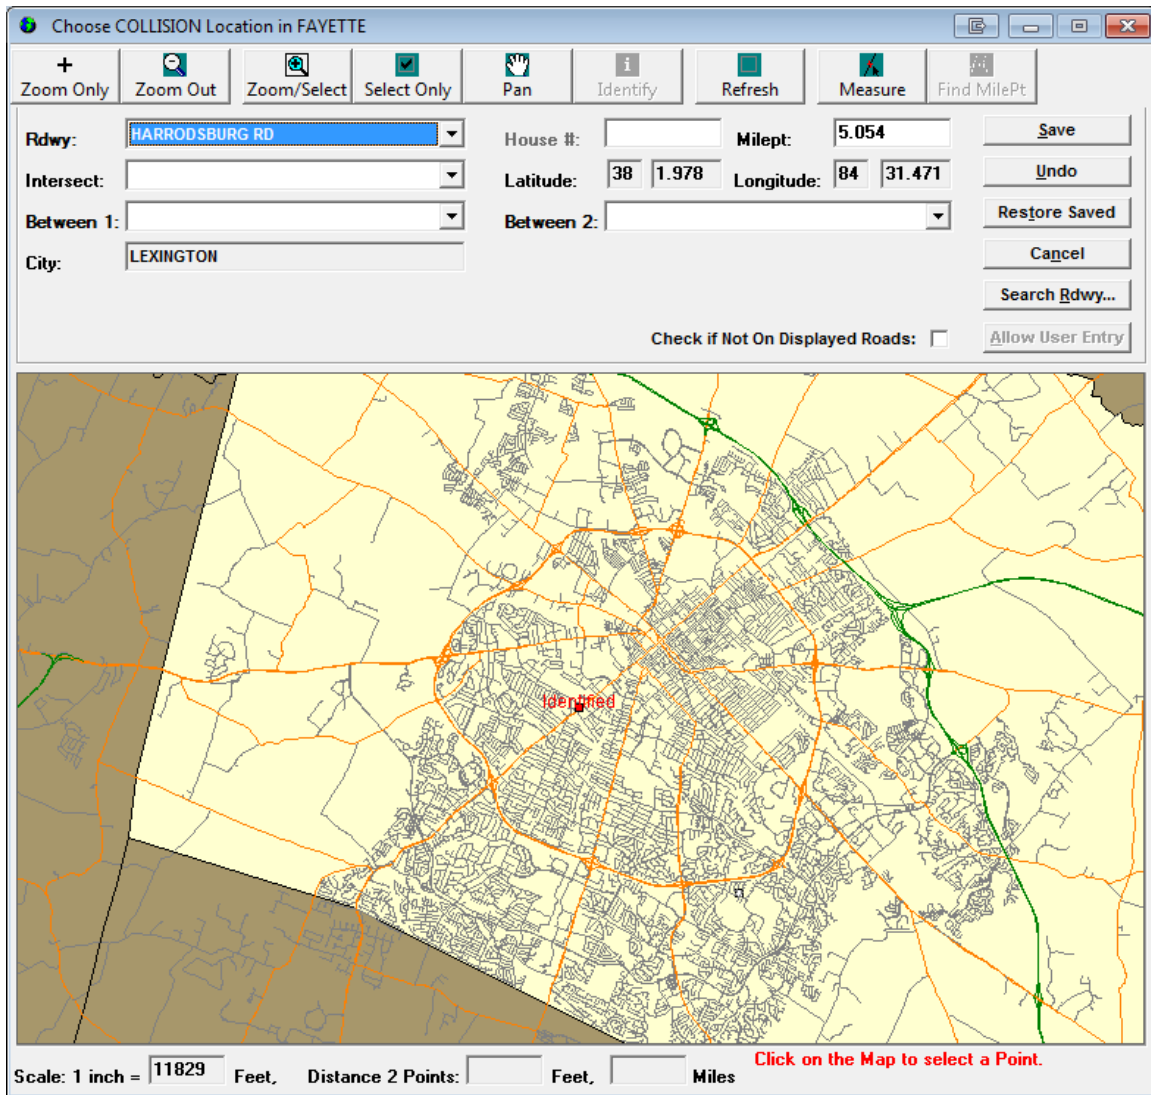 Choose COLLISION Location in FAYETTE
Zoom Only Zoom Out Zoom/Select Select Only Pan Identify Refresh Measure Find MilePt
Rdwy: HARRODSBURG RD House #: Milept: 5.054 Save
Intersect: Latitude: 38 1.978 Longitude: 84 31.471 Undo
Between 1: Between 2: Restore Saved
City: LEXINGTON Cancel
Search Rdwy...
Check if Not On Displayed Roads: Allow User Entry
Identified
Click on the Map to select a Point.
Scale: 1 inch = 11829 Feet, Distance 2 Points: Feet, Miles